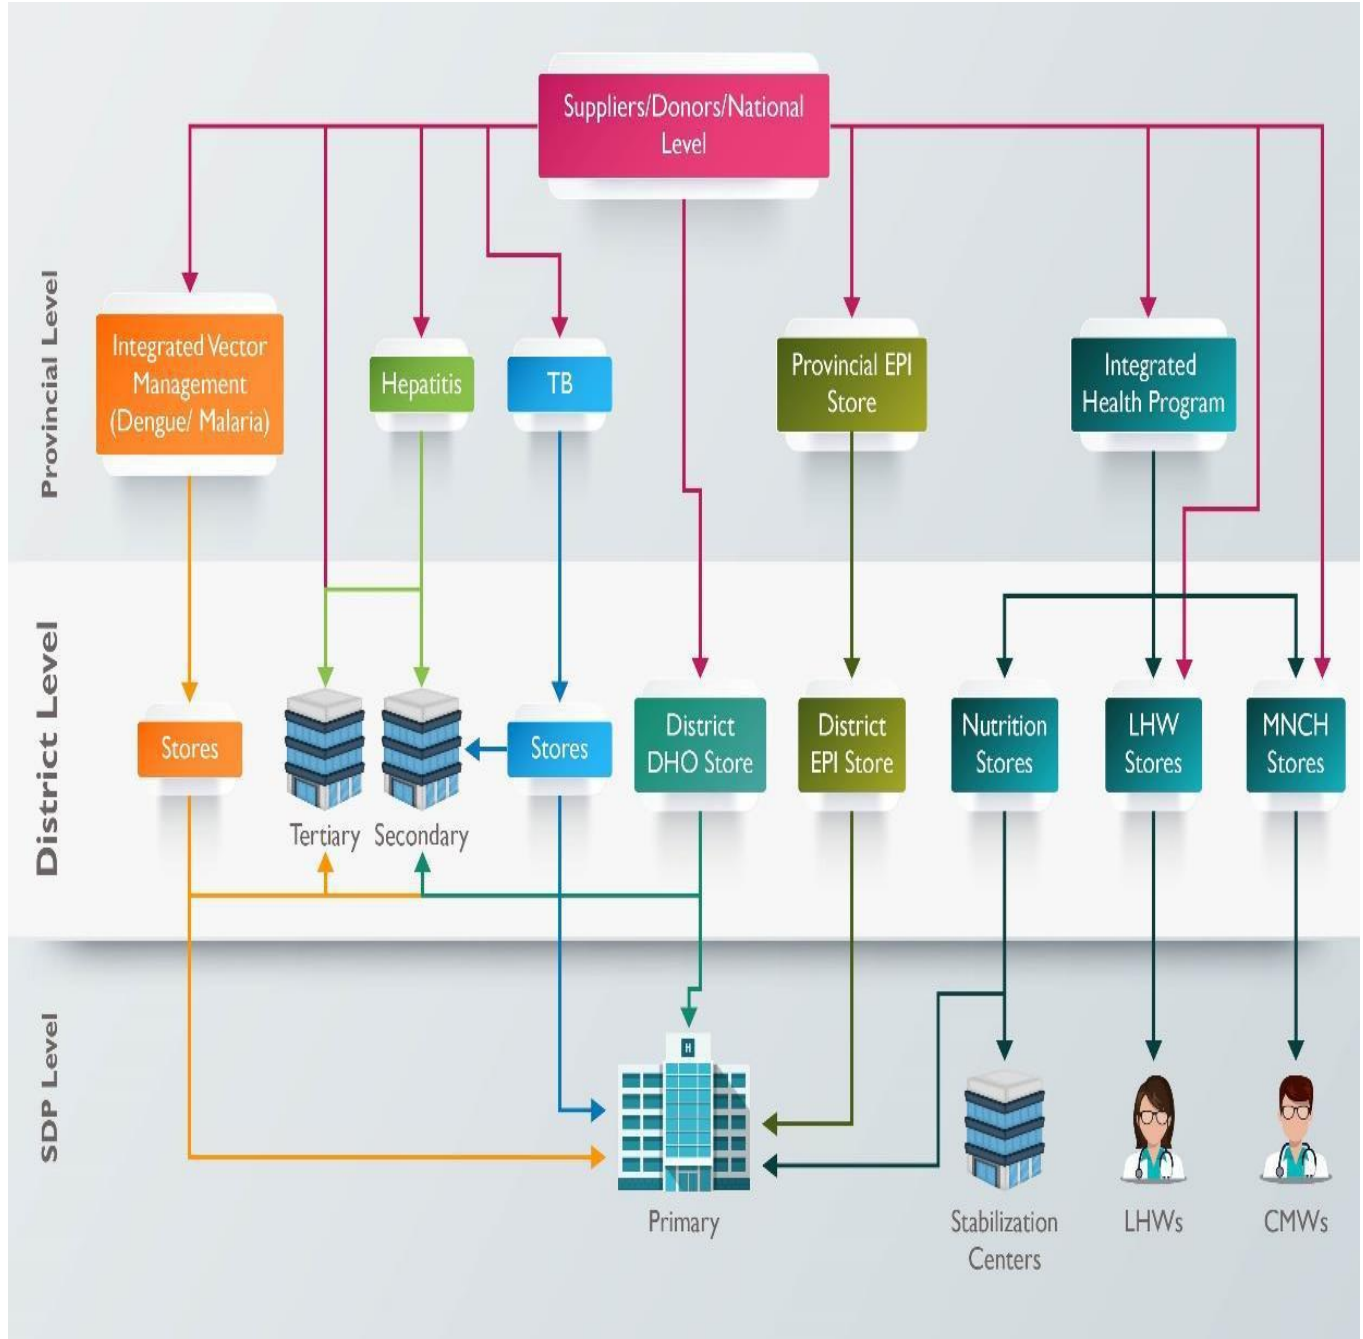 Suppliers/Donors/National
Level
Provincial Level
Integrated Vector
Management
(Dengue/ Malaria)
Hepatitis
TB
Provincial EPI
Store
Integrated
Health Program
District Level
Stores
Tertiary
Secondary
Stores
District
DHO Store
District
EPI Store
Nutrition
Stores
LHW
Stores
MNCH
Stores
SDP Level
H
Primary
Stabilization
Centers
LHWs
CMWs